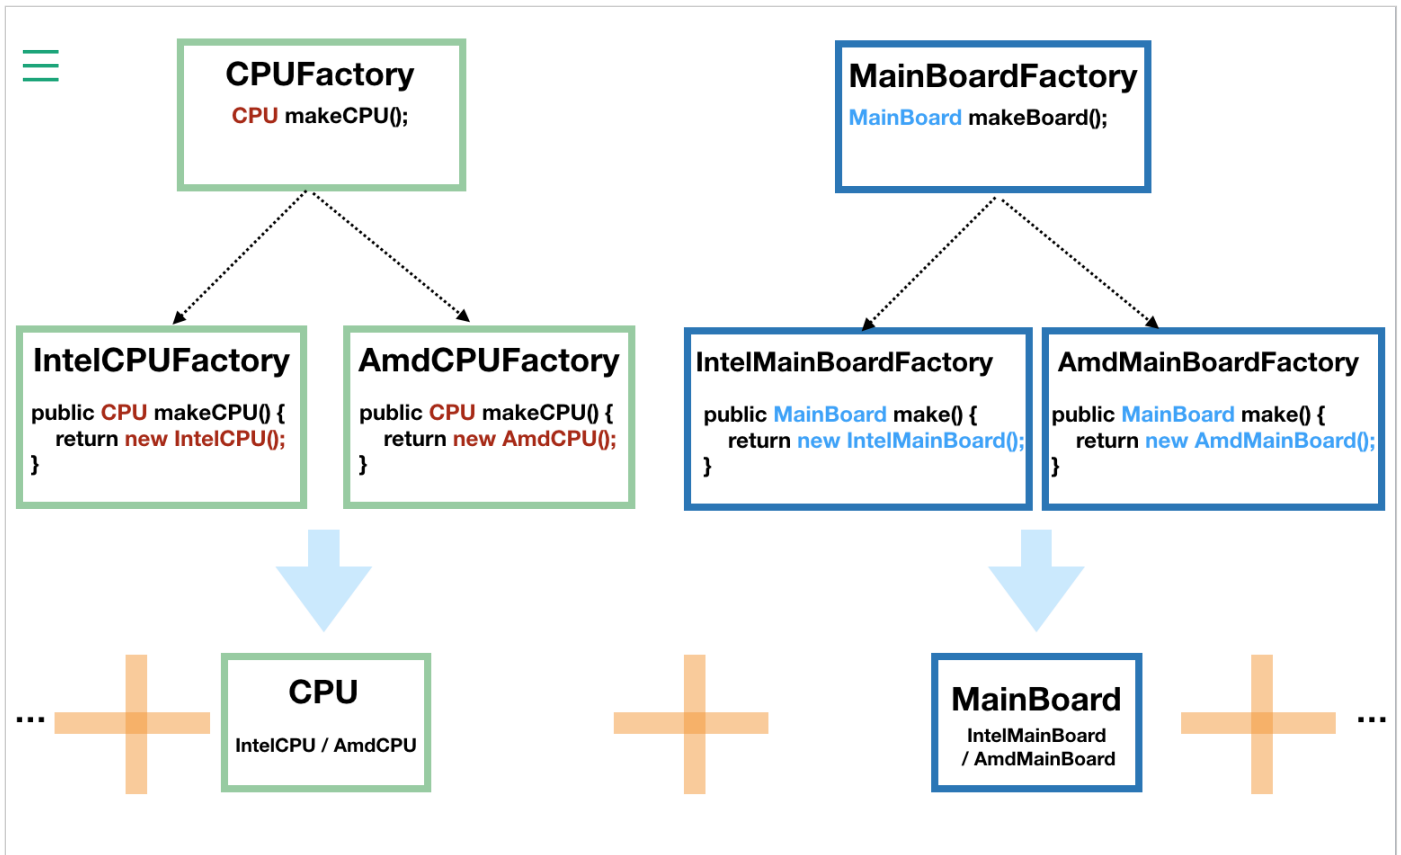 CPUFactory
CPU makeCPU();
MainBoardFactory
MainBoard makeBoard();
IntelCPUFactory
public CPU makeCPU() {
return new IntelCPU();
}
AmdCPUFactory
public CPU makeCPU() {
return new AmdCPU();
}
IntelMainBoardFactory
public MainBoard make() {
return new IntelMainBoard();
}
AmdMainBoardFactory
public MainBoard make() {
return new AmdMainBoard();
}
...
CPU
IntelCPU / AmdCPU
MainBoard
IntelMainBoard
/ AmdMainBoard
...